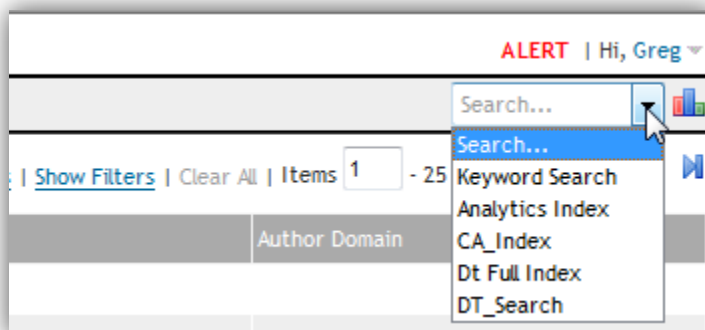 ALERT | Hi, Greg
Search...
Search...
| Show Filters | Clear All | Items 1 - 25
Keyword Search
Analytics Index
Author Domain
CA_Index
Dt Full Index
DT_Search